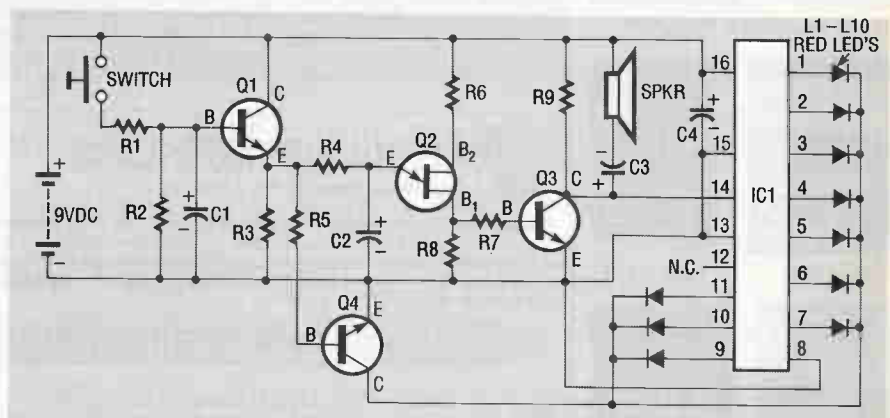 L1–L10
RED LED'S
SWITCH
Q1
C
B
E
R1
R2
C1
+
−
R3
R4
R5
E
Q2
B2
B1
R6
C2
+
−
R8
R7
B
Q3
C
E
R9
SPKR
−
C3
+
+
C4
−
+
9VDC
−
Q4
B
E
C
IC1
16
15
14
13
N.C.
12
11
10
9
1
2
3
4
5
6
7
8